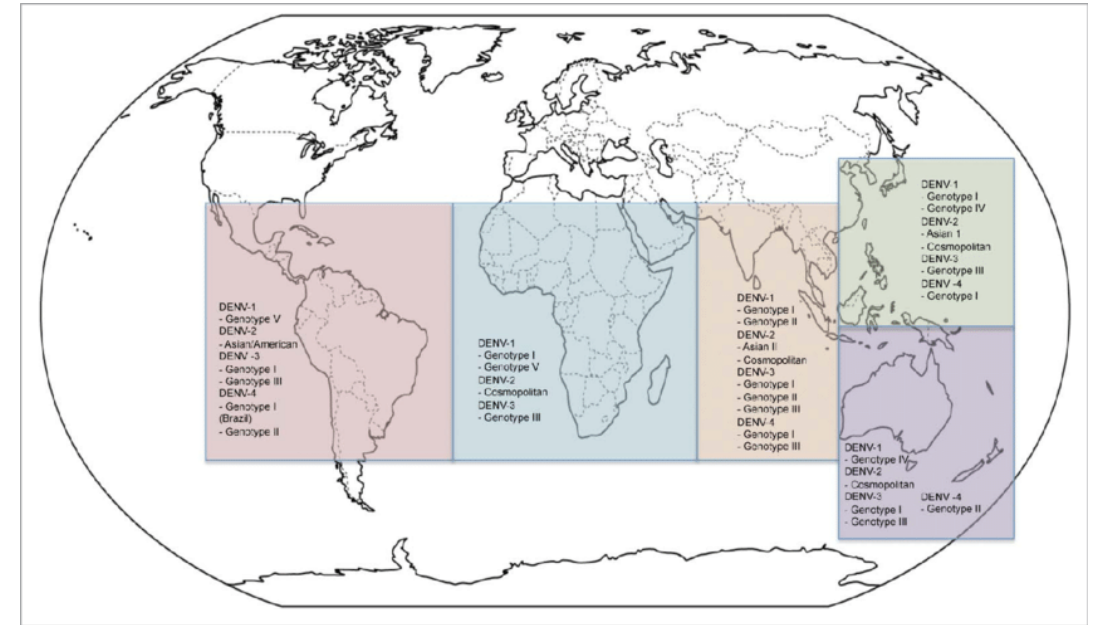 DENV-1
- Genotype V
DENV-2
- Asian/American
DENV -3
- Genotype I
- Genotype III
DENV-4
- Genotype I
(Brazil)
- Genotype II
DENV-1
- Genotype I
- Genotype V
DENV-2
- Cosmopolitan
DENV-3
- Genotype III
DENV-1
- Genotype I
- Genotype II
DENV-2
- Asian II
- Cosmopolitan
DENV-3
- Genotype I
- Genotype II
- Genotype III
DENV-4
- Genotype I
- Genotype III
DENV-1
- Genotype I
- Genotype IV
DENV-2
- Asian 1
- Cosmopolitan
DENV-3
- Genotype III
DENV -4
- Genotype I
DENV-1
- Genotype IV
DENV-2
- Cosmopolitan
DENV-3
- Genotype I
- Genotype III
DENV -4
- Genotype II